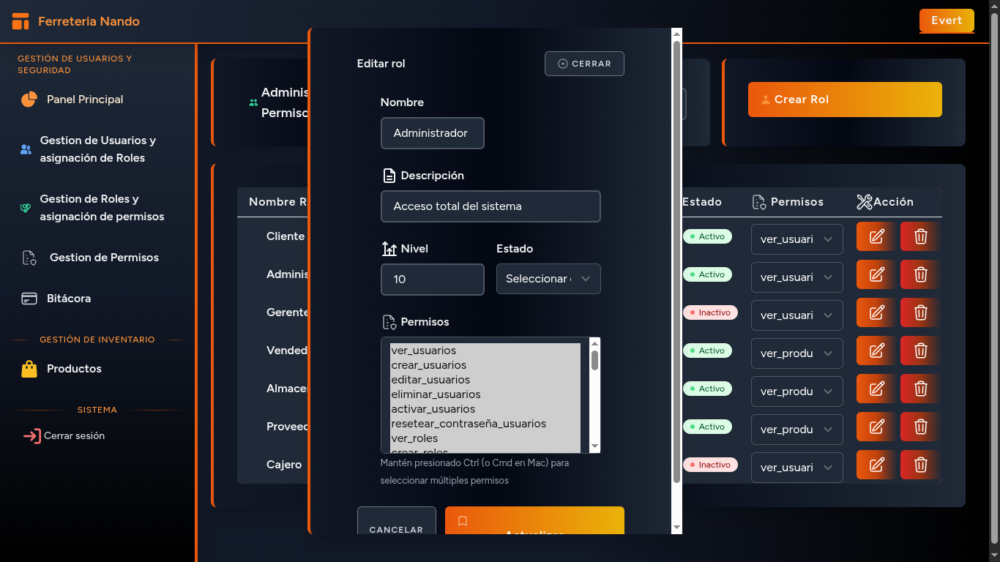 Ferreteria Nando
Evert
GESTIÓN DE USUARIOS Y
SEGURIDAD
Panel Principal
Gestion de Usuarios y
asignación de Roles
Gestion de Roles y
asignación de permisos
Gestion de Permisos
Bitácora
GESTIÓN DE INVENTARIO
Productos
SISTEMA
Cerrar sesión
Adminis
Permiso
Crear Rol
Nombre R
Estado
Permisos
Acción
Cliente
Activo
ver_usuari
Adminis
Activo
ver_usuari
Gerente
Inactivo
ver_usuari
Vended
Activo
ver_produ
Almacer
Activo
ver_produ
Proveed
Activo
ver_produ
Cajero
Inactivo
ver_usuari
Editar rol
CERRAR
Nombre
Administrador
Descripción
Acceso total del sistema
Nivel
Estado
10
Seleccionar
Permisos
ver_usuarios
crear_usuarios
editar_usuarios
eliminar_usuarios
activar_usuarios
resetear_contraseña_usuarios
ver_roles
crear_roles
Mantén presionado Ctrl (o Cmd en Mac) para
seleccionar múltiples permisos
CANCELAR
Actualizar